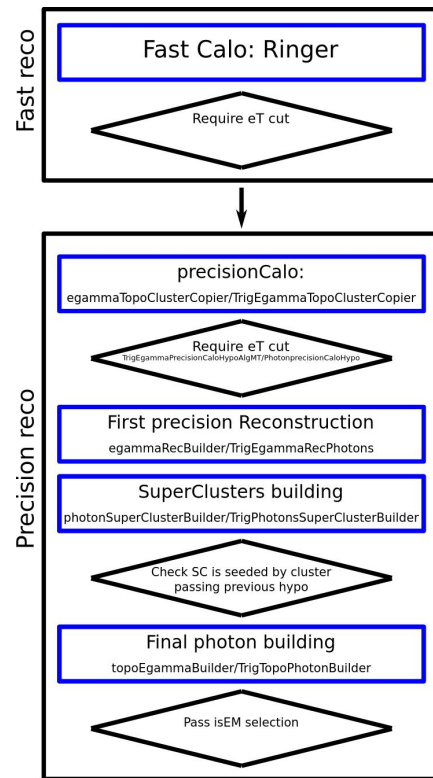 Fast reco
Fast Calo: Ringer
Require eT cut
Precision reco
precisionCalo:
egammaTopoClusterCopier/TrigEgammaTopoClusterCopier
Require eT cut
TrigEgammaPrecisionCaloHypoAlgMT/PhotonprecisionCaloHypo
First precision Reconstruction
egammaRecBuilder/TrigEgammaRecPhotons
SuperClusters building
photonSuperClusterBuilder/TrigPhotonsSuperClusterBuilder
Check SC is seeded by cluster
passing previous hypo
Final photon building
topoEgammaBuilder/TrigTopoPhotonBuilder
Pass isEM selection